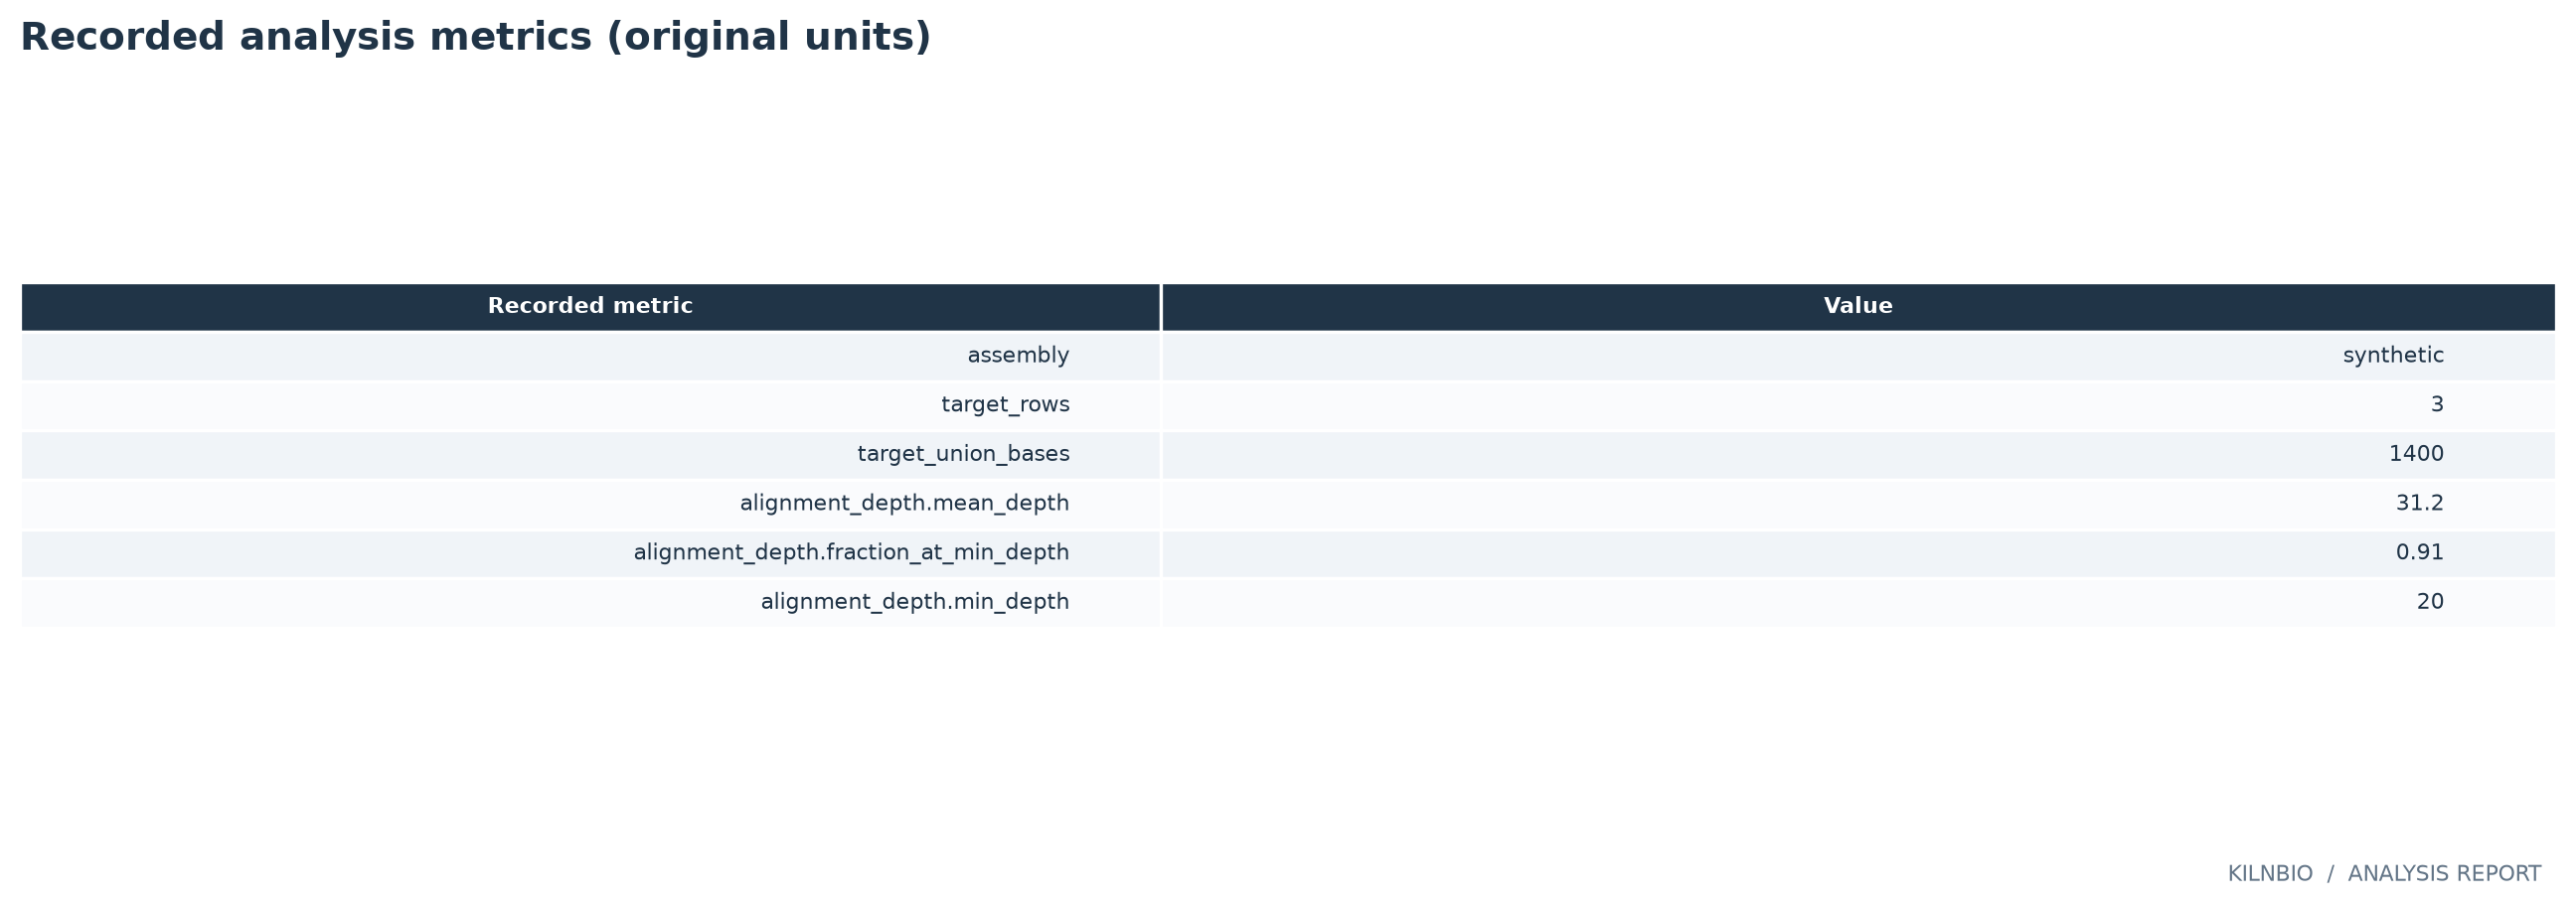 Recorded analysis metrics (original units)
Recorded metric Value
assembly synthetic
target_rows 3
target_union_bases 1400
alignment_depth.mean_depth 31.2
alignment_depth.fraction_at_min_depth 0.91
alignment_depth.min_depth 20
KILNBIO / ANALYSIS REPORT